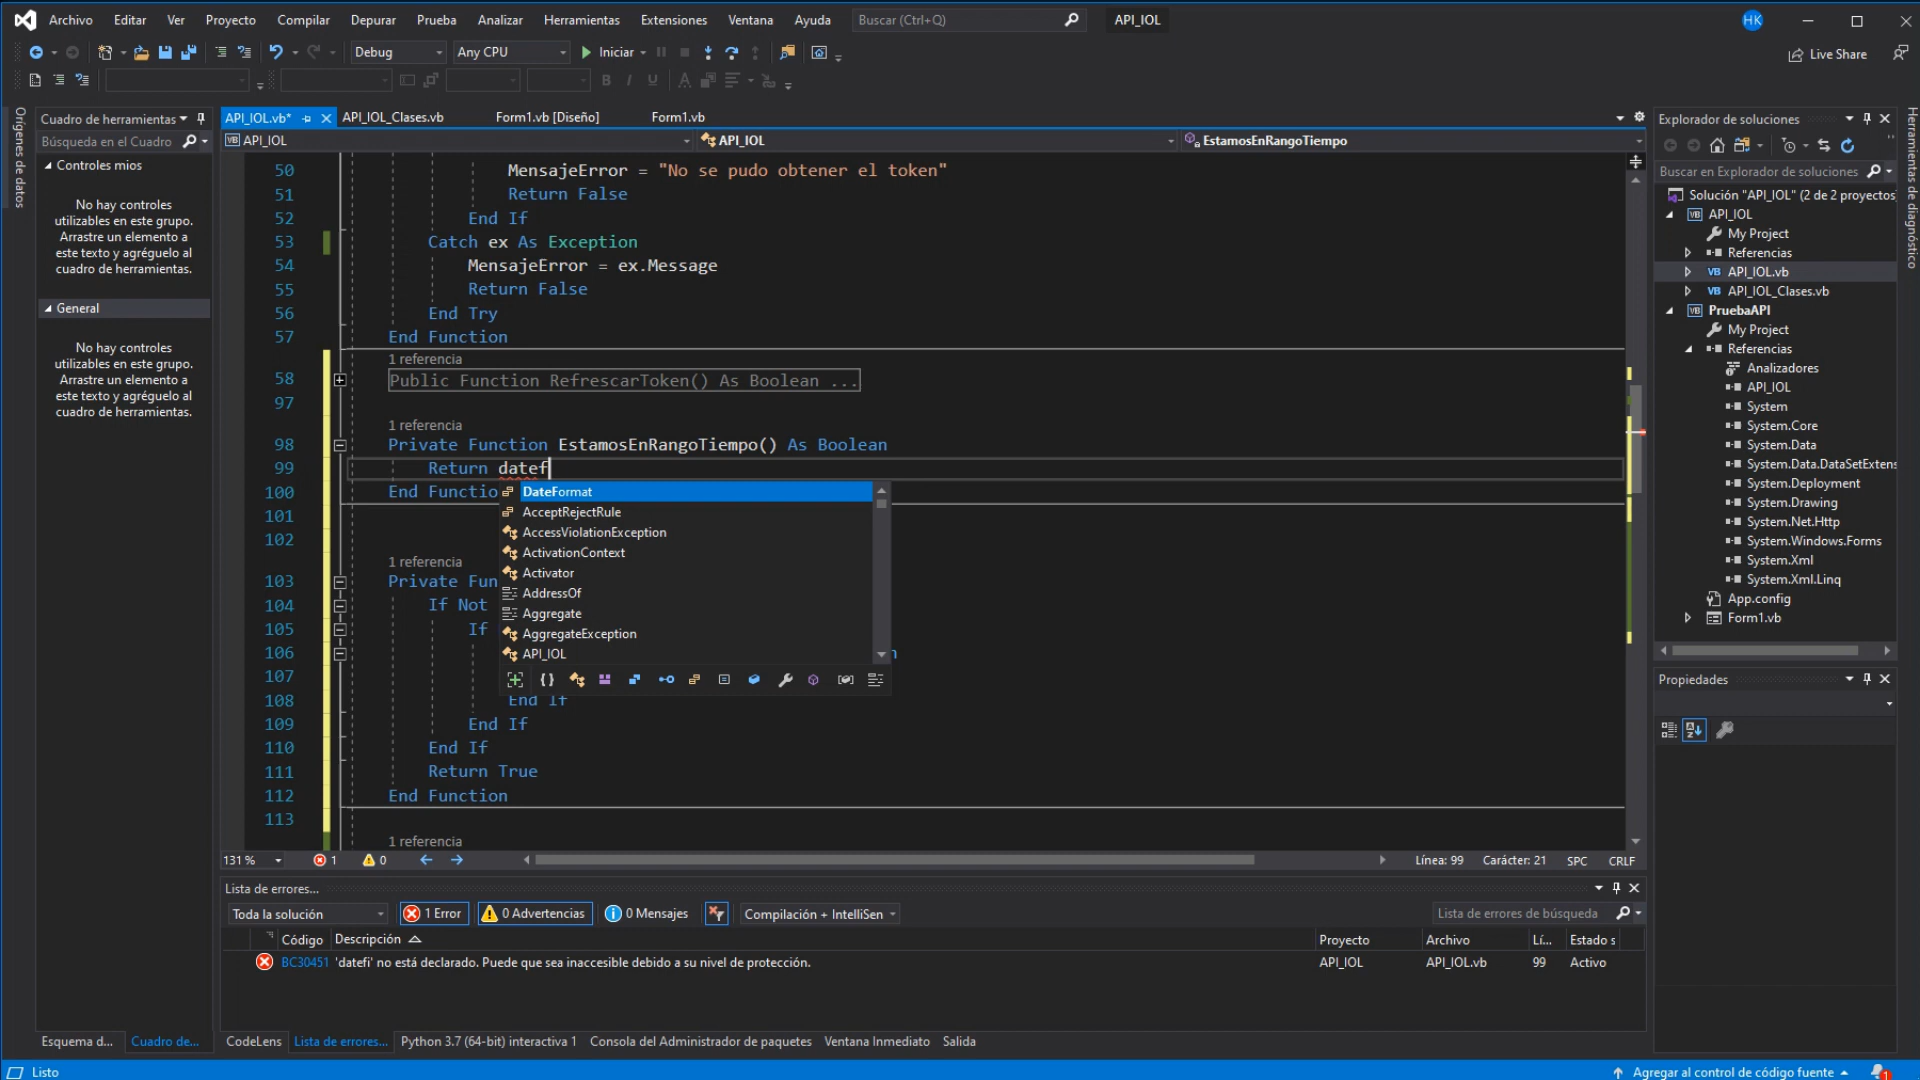 Archivo Editar Ver Proyecto Compilar Depurar Prueba Analizar Herramientas Extensiones Ventana Ayuda Buscar (Ctrl+Q) API_IOL HK
Debug Any CPU Iniciar Live Share
Orígenes de datos
Cuadro de herramientas
Búsqueda en el Cuadro
Controles mios
No hay controles
utilizables en este grupo.
Arrastre un elemento a
este texto y agréguelo al
cuadro de herramientas.
General
No hay controles
utilizables en este grupo.
Arrastre un elemento a
este texto y agréguelo al
cuadro de herramientas.
API_IOL.vb* API_IOL_Clases.vb Form1.vb [Diseño] Form1.vb
API_IOL API_IOL EstamosEnRangoTiempo
50 MensajeError = "No se pudo obtener el token"
51 Return False
52 End If
53 Catch ex As Exception
54 MensajeError = ex.Message
55 Return False
56 End Try
57 End Function
1 referencia
58 Public Function RefrescarToken() As Boolean ...
97
1 referencia
98 Private Function EstamosEnRangoTiempo() As Boolean
99 Return datef
100 End Functio
101
102
1 referencia
103 Private Fun
104 If Not
105 If
106 n
107
108 End If
109 End If
110 End If
111 Return True
112 End Function
113
1 referencia
DateFormat
AcceptRejectRule
AccessViolationException
ActivationContext
Activator
AddressOf
Aggregate
AggregateException
API_IOL
131 % 1 0 Línea: 99 Carácter: 21 SPC CRLF
Lista de errores...
Toda la solución 1 Error 0 Advertencias 0 Mensajes Compilación + IntelliSen Lista de errores de búsqueda
Código Descripción Proyecto Archivo Lí... Estado s
BC30451 'datefi' no está declarado. Puede que sea inaccesible debido a su nivel de protección. API_IOL API_IOL.vb 99 Activo
Esquema d... Cuadro de... CodeLens Lista de errores... Python 3.7 (64-bit) interactiva 1 Consola del Administrador de paquetes Ventana Inmediato Salida
Listo Agregar al control de código fuente 1
Explorador de soluciones
Buscar en Explorador de soluciones
Solución "API_IOL" (2 de 2 proyectos
API_IOL
My Project
Referencias
API_IOL.vb
API_IOL_Clases.vb
PruebaAPI
My Project
Referencias
Analizadores
API_IOL
System
System.Core
System.Data
System.Data.DataSetExtens
System.Deployment
System.Drawing
System.Net.Http
System.Windows.Forms
System.Xml
System.Xml.Linq
App.config
Form1.vb
Propiedades
Herramientas de diagnóstico